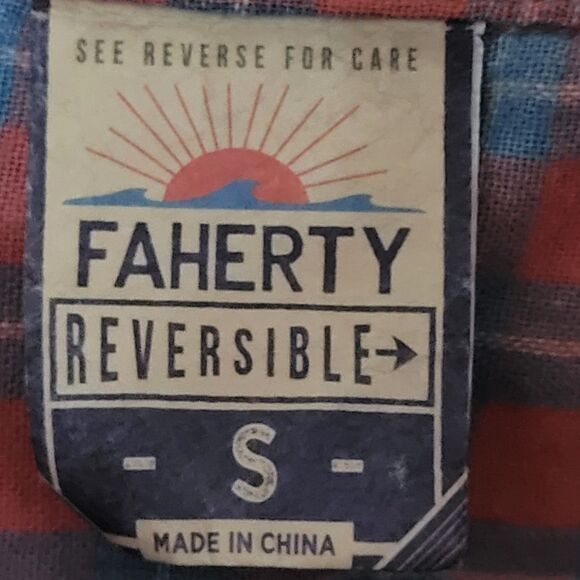 SEE REVERSE FOR CARE
FAHERTY
REVERSIBLE→
- S -
MADE IN CHINA